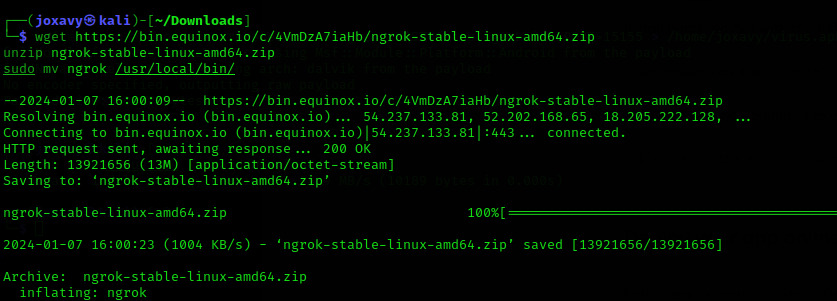 ┌──(joxavy㉿kali)-[~/Downloads]
└─$ wget https://bin.equinox.io/c/4VmDzA7iaHb/ngrok-stable-linux-amd64.zip
unzip ngrok-stable-linux-amd64.zip
sudo mv ngrok /usr/local/bin/
--2024-01-07 16:00:09--  https://bin.equinox.io/c/4VmDzA7iaHb/ngrok-stable-linux-amd64.zip
Resolving bin.equinox.io (bin.equinox.io)... 54.237.133.81, 52.202.168.65, 18.205.222.128, ...
Connecting to bin.equinox.io (bin.equinox.io)|54.237.133.81|:443... connected.
HTTP request sent, awaiting response... 200 OK
Length: 13921656 (13M) [application/octet-stream]
Saving to: ‘ngrok-stable-linux-amd64.zip’
ngrok-stable-linux-amd64.zip 100%[==============================
2024-01-07 16:00:23 (1004 KB/s) - ‘ngrok-stable-linux-amd64.zip’ saved [13921656/13921656]
Archive:  ngrok-stable-linux-amd64.zip
  inflating: ngrok